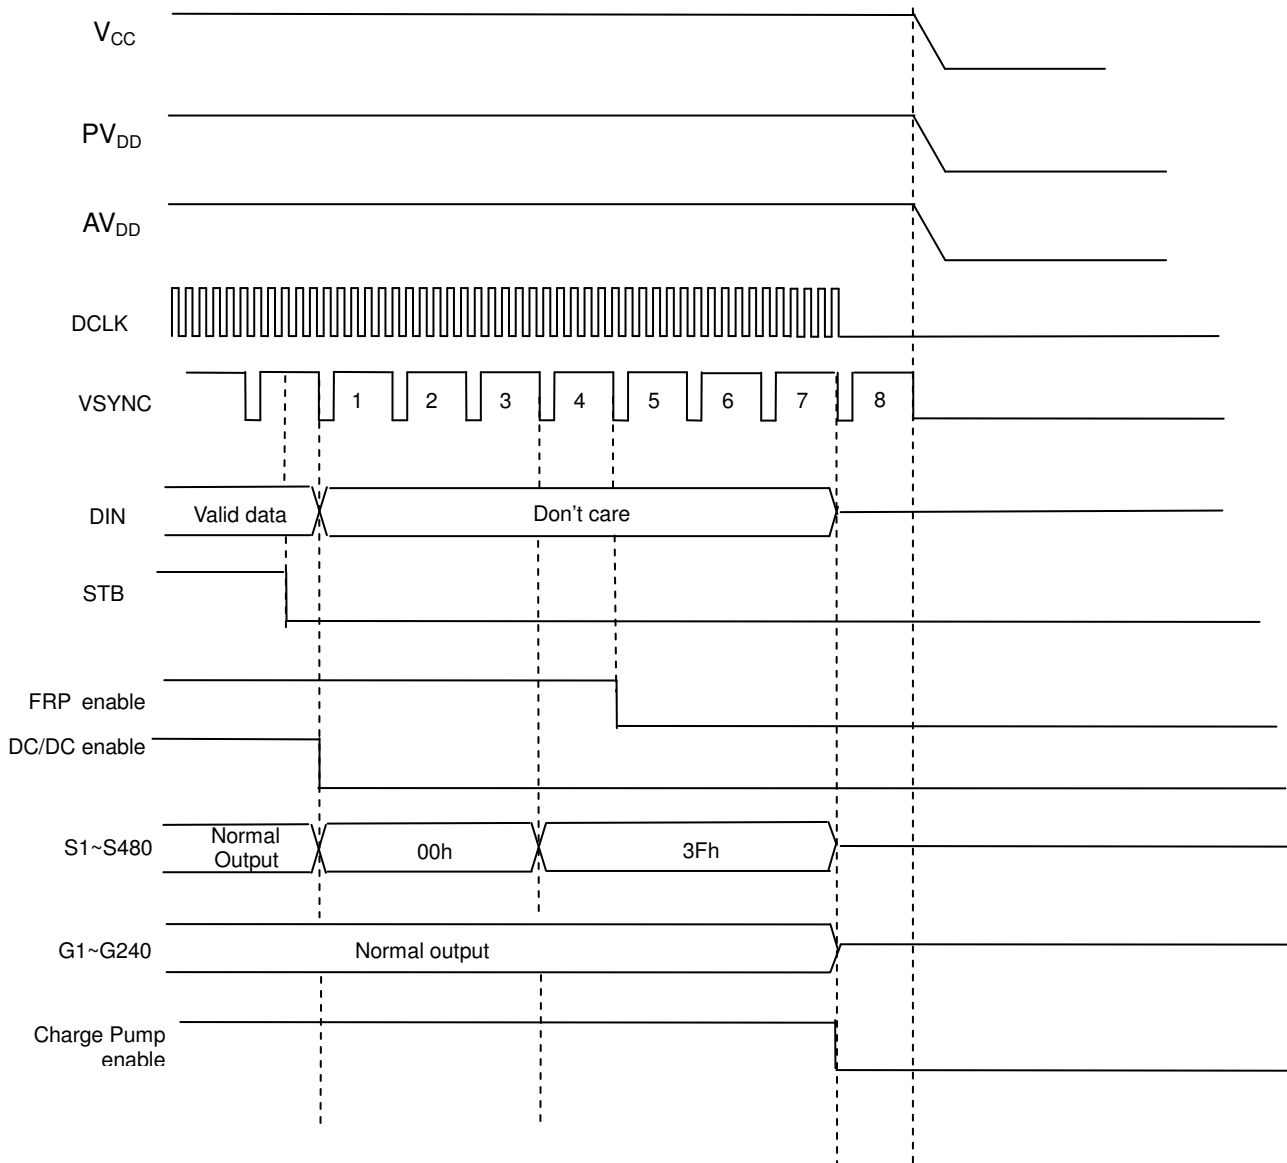 VCC
PVDD
AVDD
DCLK
VSYNC 1 2 3 4 5 6 7 8
DIN Valid data Don't care
STB
FRP enable
DC/DC enable
S1~S480 Normal Output 00h 3Fh
G1~G240 Normal output
Charge Pump
enable